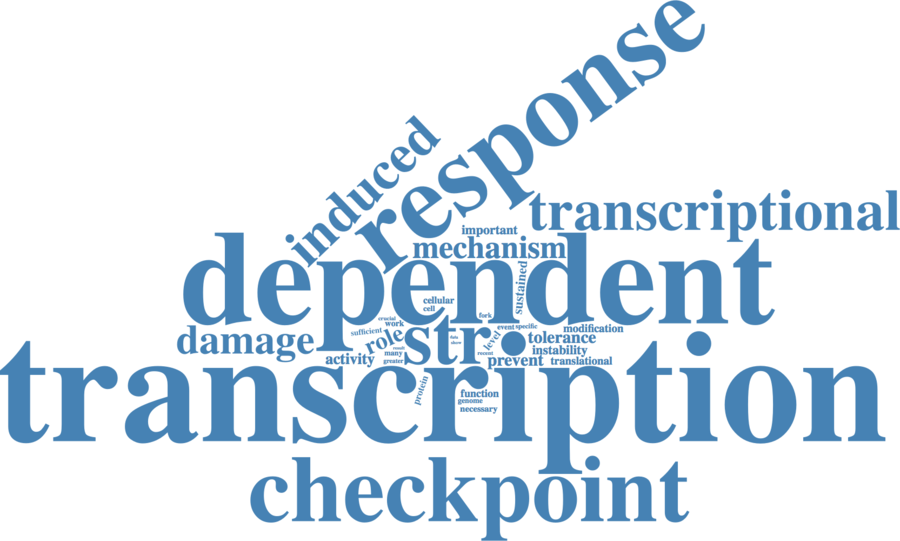 response
induced
transcriptional
important
mechanism
dependent
sustained
cellular
cell
fork
crucial
work
event
specific
modification
sufficient
damage
role
str
level
tolerance
result
many
instability
activity
greater
recent
prevent
translational
transcription
protein
function
genome
necessary
checkpoint